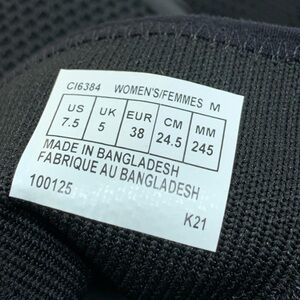 CI6384 WOMEN'S/FEMMES M
US UK EUR CM MM
7.5 5 38 24.5 245
MADE IN BANGLADESH
FABRIQUE AU BANGLADESH
100125
K21